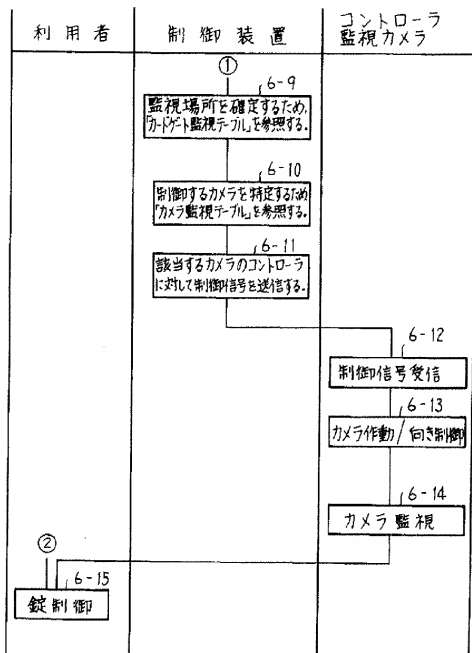 利用者
制御装置
コントローラ
監視カメラ
①
6-9
監視場所を確定するため、
「カードゲート監視テーブル」を参照する。
6-10
制御するカメラを特定するため
「カメラ監視テーブル」を参照する。
6-11
該当するカメラのコントローラ
に対して制御信号を送信する。
6-12
制御信号受信
6-13
カメラ作動/向き制御
6-14
カメラ監視
②
6-15
錠制御